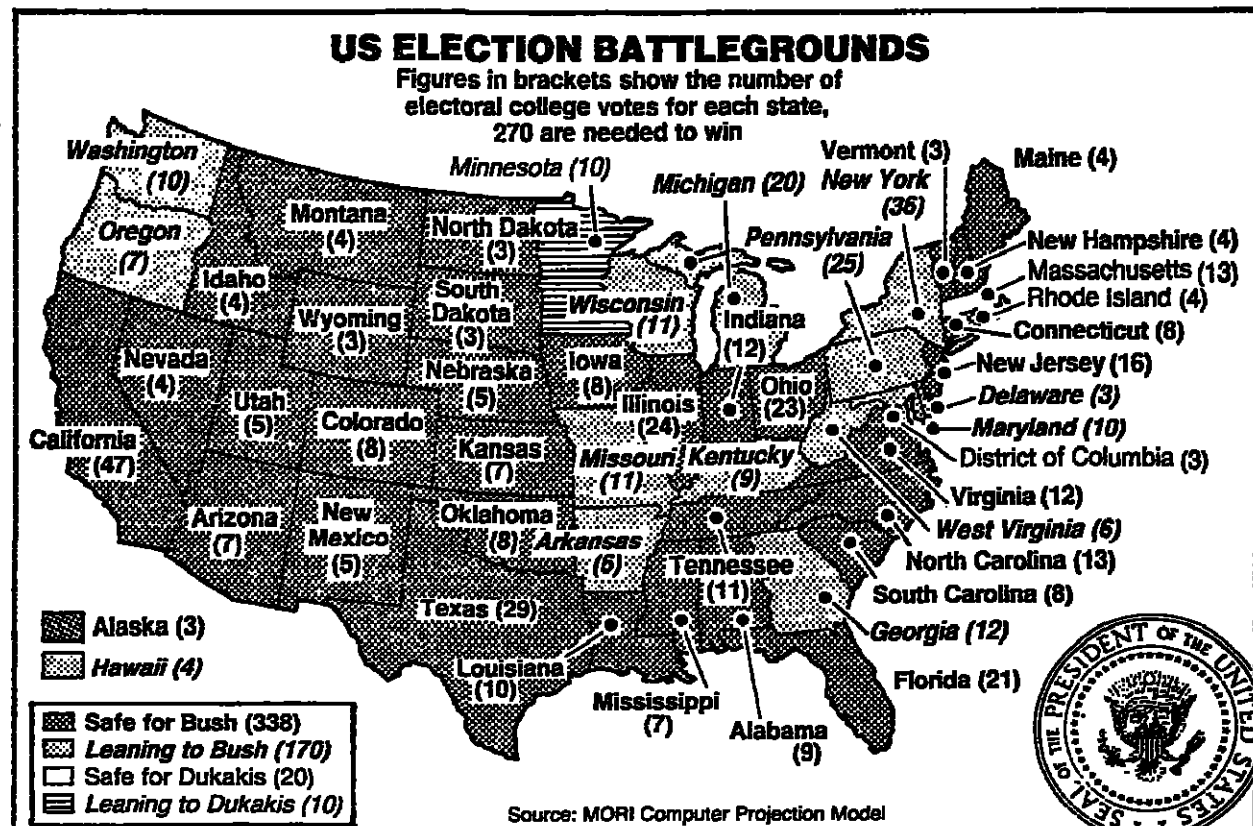 US ELECTION BATTLEGROUNDS
Figures in brackets show the number of
electoral college votes for each state,
270 are needed to win
Washington
(10)
Oregon
(7)
Montana
(4)
Idaho
(4)
Wyoming
(3)
Nevada
(4)
Utah
(5)
Colorado
(8)
California
(47)
Arizona
(7)
New
Mexico
(5)
North Dakota
(3)
South
Dakota
(3)
Nebraska
(5)
Kansas
(7)
Oklahoma
(8)
Texas (29)
Minnesota (10)
Wisconsin
(11)
Iowa
(8)
Illinois
(24)
Missouri
(11)
Arkansas
(6)
Louisiana
(10)
Michigan (20)
Indiana
(12)
Ohio
(23)
Kentucky
(9)
Tennessee
(11)
Mississippi
(7)
Alabama
(9)
Pennsylvania
(25)
Vermont (3)
New York
(36)
Maine (4)
New Hampshire (4)
Massachusetts (13)
Rhode Island (4)
Connecticut (8)
New Jersey (16)
Delaware (3)
Maryland (10)
District of Columbia (3)
Virginia (12)
West Virginia (6)
North Carolina (13)
South Carolina (8)
Georgia (12)
Florida (21)
Alaska (3)
Hawaii (4)
Safe for Bush (338)
Leaning to Bush (170)
Safe for Dukakis (20)
Leaning to Dukakis (10)
Source: MORI Computer Projection Model
SEAL OF THE PRESIDENT OF THE UNITED STATES